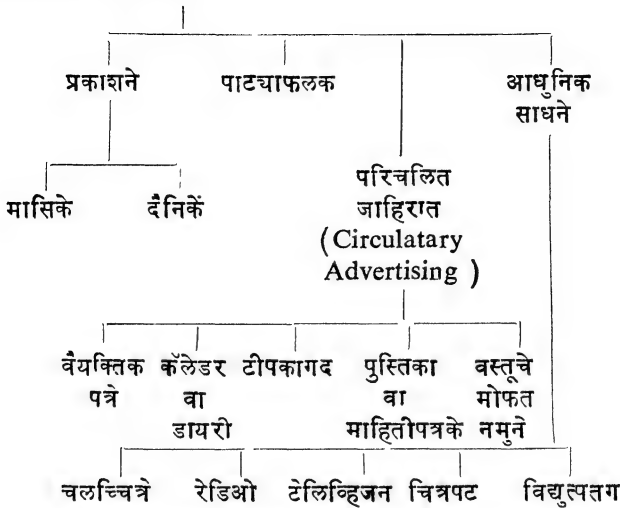 प्रकाशने पाट्याफलक आधुनिक
साधने
परिचलित
मासिके दैनिकें जाहिरात
(Circulatary
Advertising )
वैयक्तिक कॅलेडर टीपकागद पुस्तिका वस्तूचे
पत्रे वा वा मोफत
डायरी माहितीपत्रके नमुने
चलच्चित्रे रेडिओ टेलिव्हिजन चित्रपट विद्युत्पतग